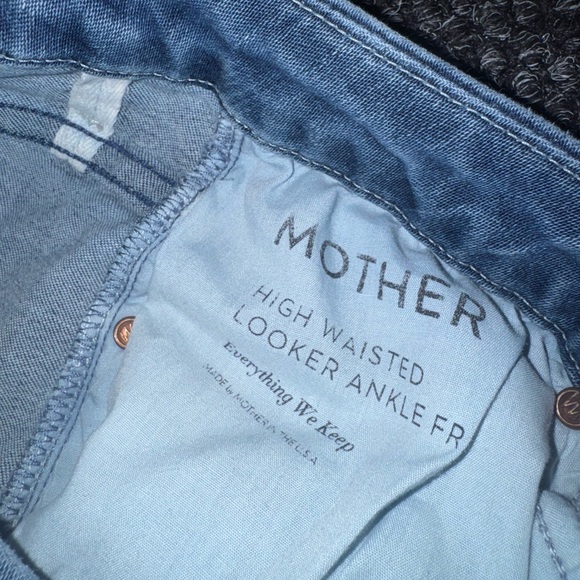 MOTHER
HIGH WAISTED
LOOKER ANKLE FR
Everything We Keep
MADE by MOTHER IN THE U.S.A